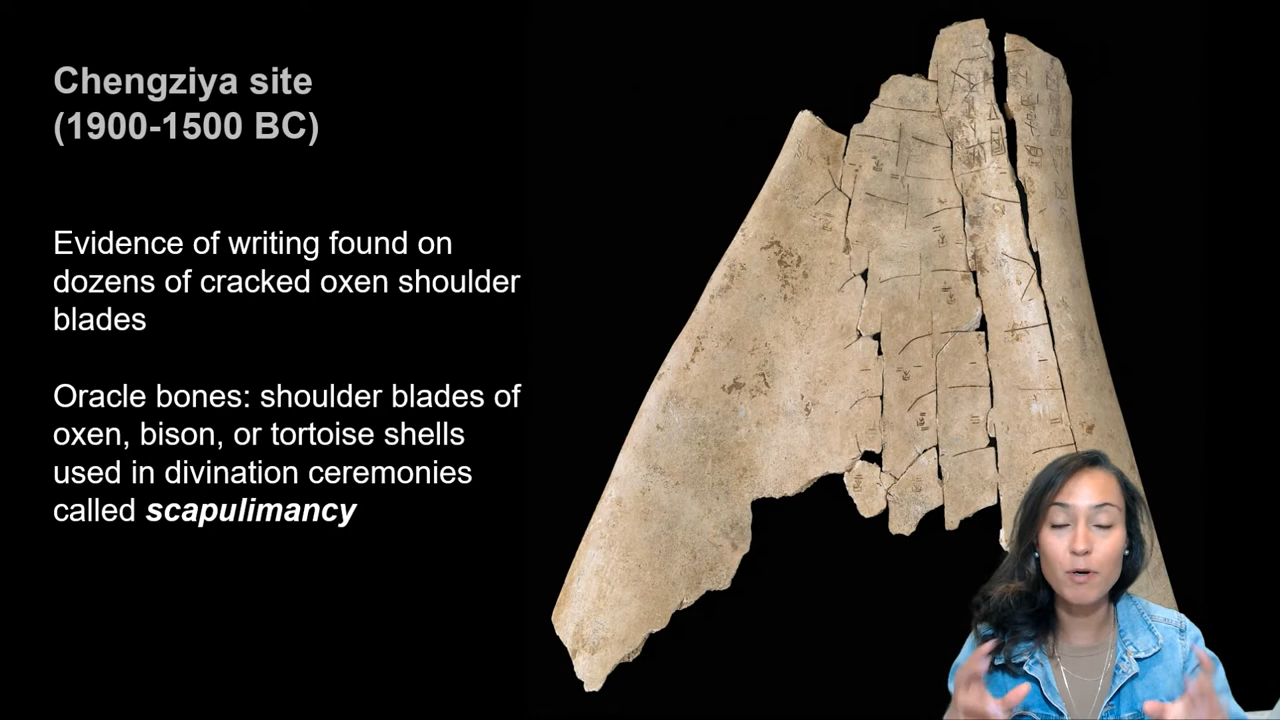 Chengziya site
(1900-1500 BC)
Evidence of writing found on
dozens of cracked oxen shoulder
blades
Oracle bones: shoulder blades of
oxen, bison, or tortoise shells
used in divination ceremonies
called scapulimancy